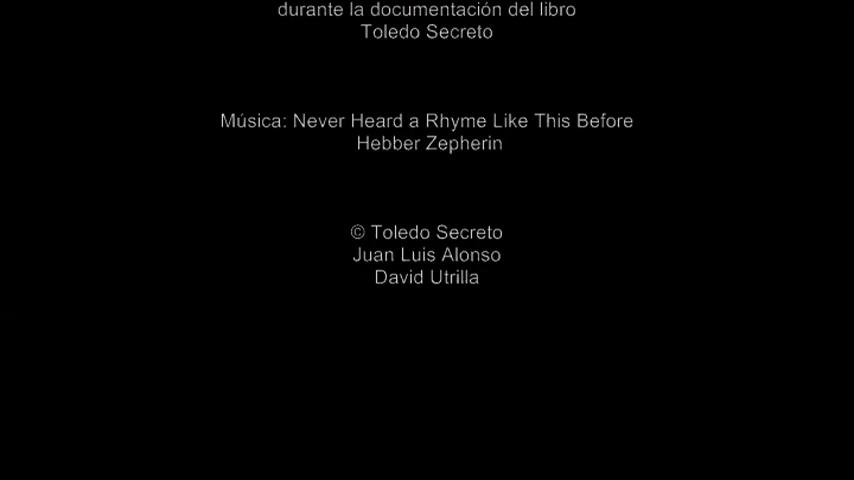 durante la documentación del libro
Toledo Secreto
Música: Never Heard a Rhyme Like This Before
Hebber Zepherin
© Toledo Secreto
Juan Luis Alonso
David Utrilla